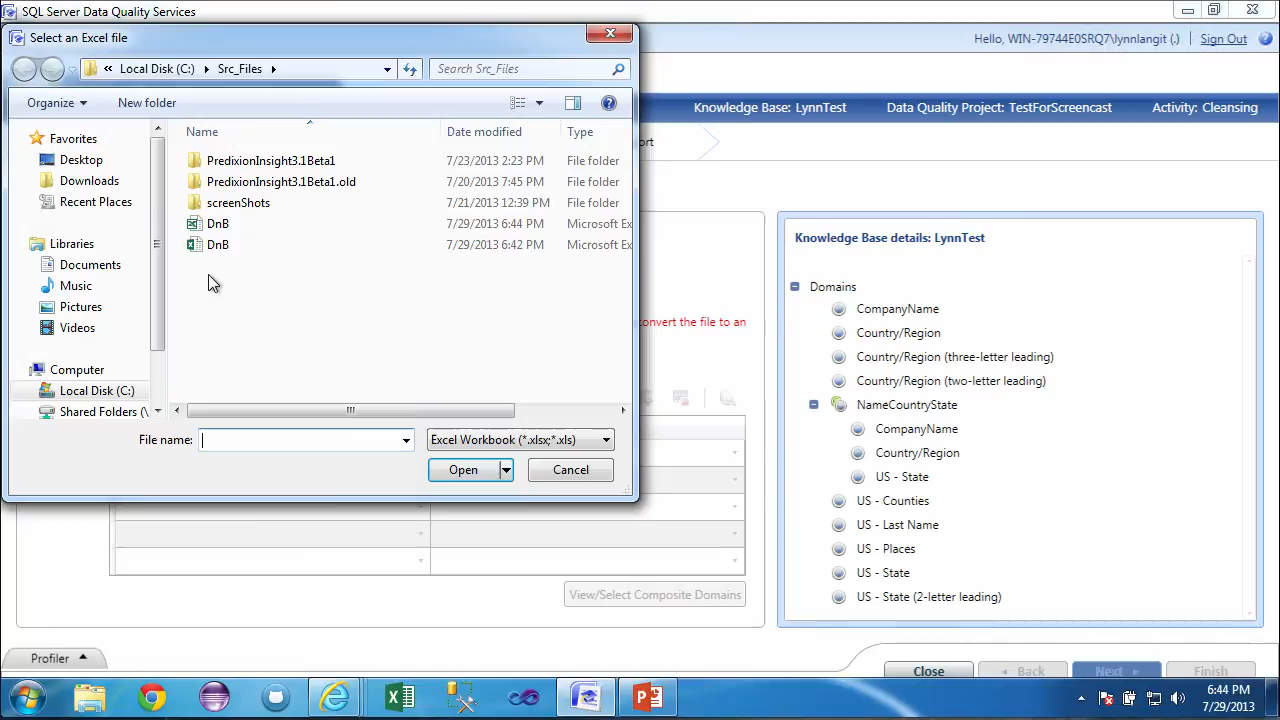 SQL Server Data Quality Services
Select an Excel file
Hello, WIN-79744E0SRQ7\lynnlangit (.) Sign Out
« Local Disk (C:) Src_Files
Search Src_Files
Organize New folder
Knowledge Base: LynnTest Data Quality Project: TestForScreencast Activity: Cleansing
Name Date modified Type
ort
Favorites
Desktop
Downloads
Recent Places
Libraries
Documents
Music
Pictures
Videos
Computer
Local Disk (C:)
Shared Folders (\
PredixionInsight3.1Beta1 7/23/2013 2:23 PM File folder
PredixionInsight3.1Beta1.old 7/20/2013 7:45 PM File folder
screenShots 7/21/2013 12:39 PM File folder
DnB 7/29/2013 6:44 PM Microsoft Ex
DnB 7/29/2013 6:42 PM Microsoft Ex
File name: Excel Workbook (*.xlsx;*.xls)
Open Cancel
convert the file to an
View/Select Composite Domains
Knowledge Base details: LynnTest
Domains
CompanyName
Country/Region
Country/Region (three-letter leading)
Country/Region (two-letter leading)
NameCountryState
CompanyName
Country/Region
US - State
US - Counties
US - Last Name
US - Places
US - State
US - State (2-letter leading)
Profiler
Close Back Next Finish
6:44 PM
7/29/2013